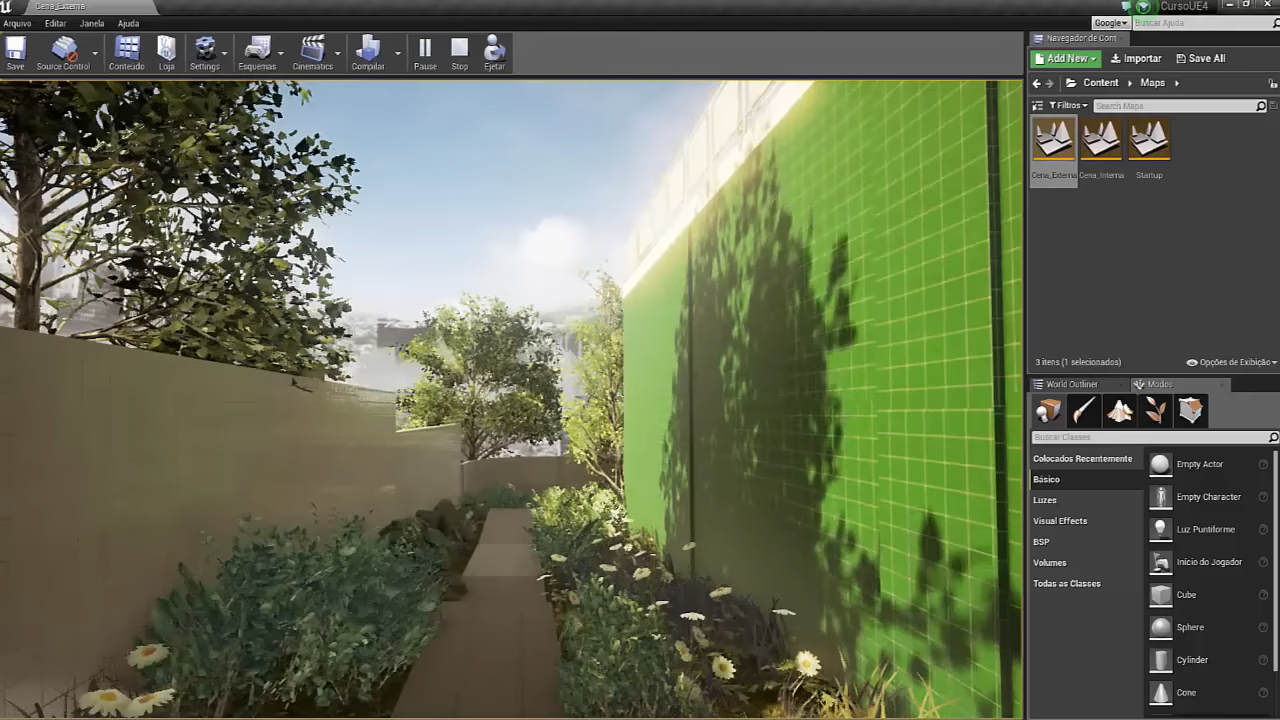 Cena_Externa
CursoUE4
Arquivo Editar Janela Ajuda
Google Buscar Ajuda
Save Source Control Conteúdo Loja Settings Esquemas Cinematics Compilar Pause Stop Ejetar
Navegador de Cont
Add New Importar Save All
Content Maps
Filtros Search Maps
Cena_Externa Cena_Interna Startup
3 itens (1 selecionados) Opções de Exibição
World Outliner Modos
Buscar Classes
Colocados Recentemente
Básico
Luzes
Visual Effects
BSP
Volumes
Todas as Classes
Empty Actor
Empty Character
Luz Puntiforme
Início do Jogador
Cube
Sphere
Cylinder
Cone